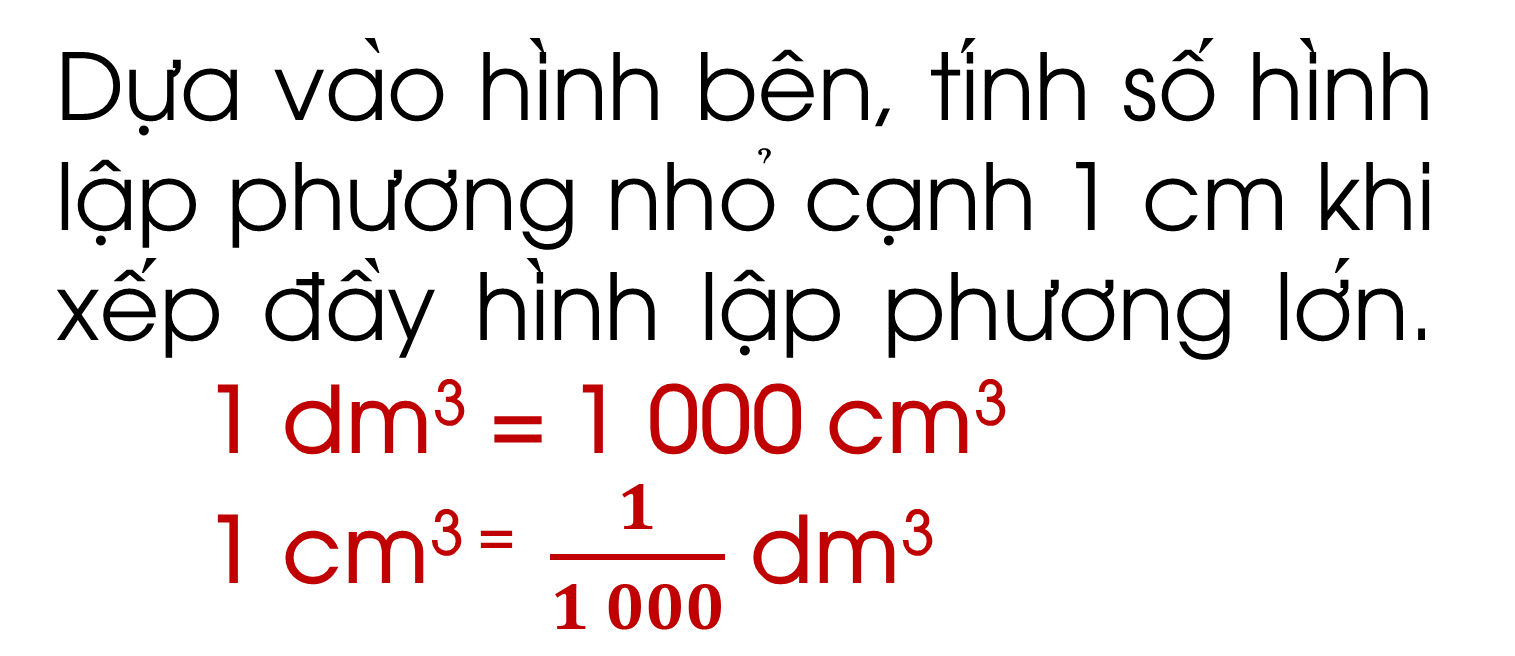 Dựa vào hình bên, tính số hình
lập phương nhỏ cạnh 1 cm khi
xếp đầy hình lập phương lớn.
1 dm³ = 1 000 cm³
1 cm³ = 1/1 000 dm³